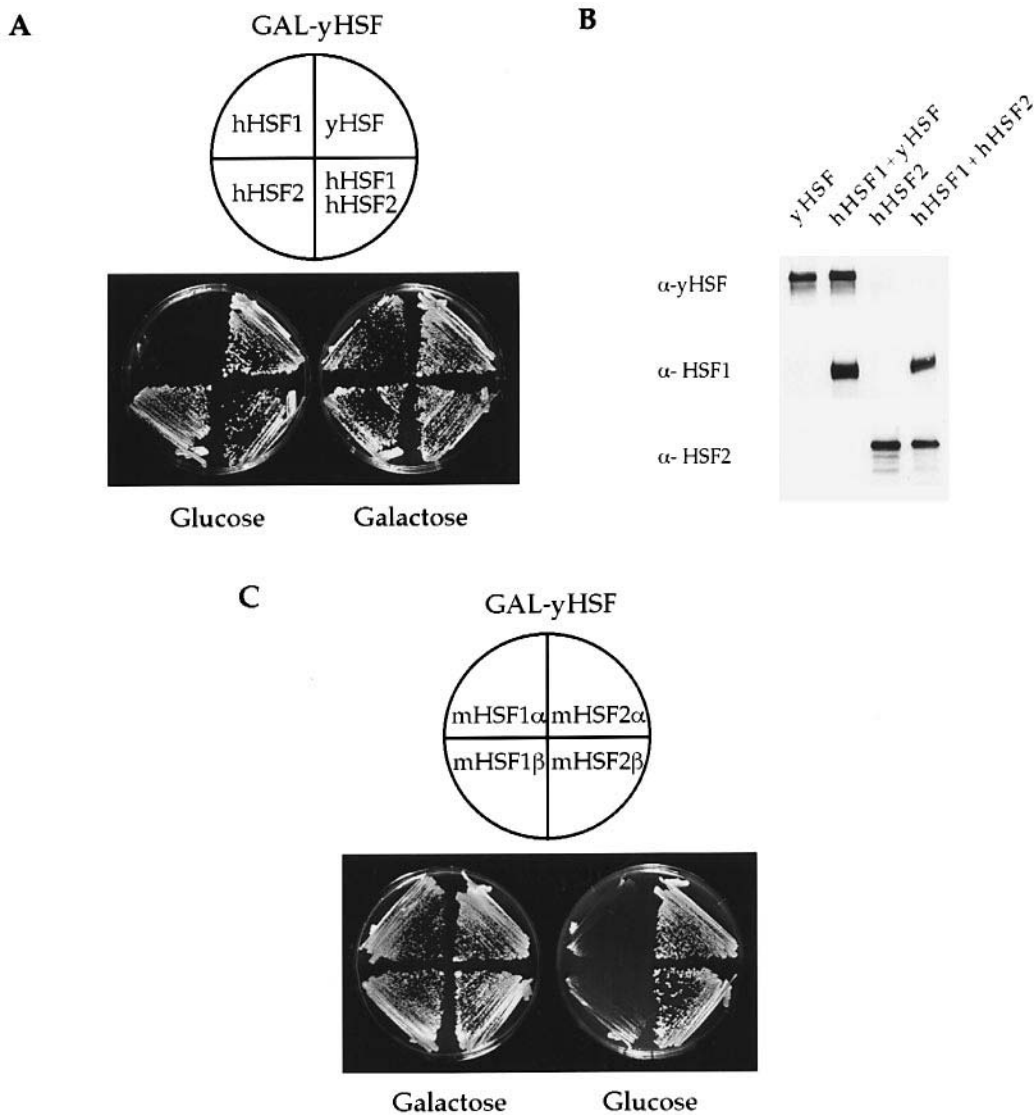 A
GAL-yHSF
hHSF1
yHSF
hHSF2
hHSF1
hHSF2
Glucose
Galactose
B
yHSF
hHSF1 + yHSF
hHSF2
hHSF1 + hHSF2
α-yHSF
α- HSF1
α- HSF2
C
GAL-yHSF
mHSF1α
mHSF2α
mHSF1β
mHSF2β
Galactose
Glucose